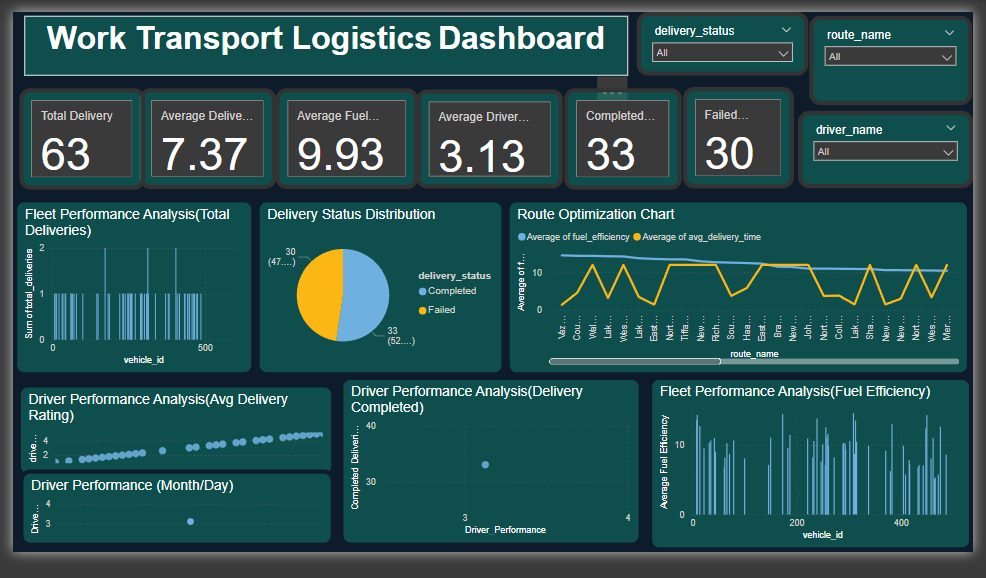 Work Transport Logistics Dashboard
delivery_status
All
route_name
All
driver_name
All
Total Delivery
63
Average Delive...
7.37
Average Fuel...
9.93
Average Driver...
3.13
Completed...
33
Failed...
30
Fleet Performance Analysis(Total
Deliveries)
Sum of total_deliveries
2
1
0
0
500
vehicle_id
Delivery Status Distribution
30
(47....)
33
(52....)
delivery_status
Completed
Failed
Route Optimization Chart
Average of fuel_efficiency
Average of avg_delivery_time
Average of f...
10
0
Vaz...
Cou...
Wal...
Lak...
Wes...
Lak...
East...
Nort...
Tiffa...
New ...
Rich...
Sou...
Haa...
East...
Bra...
New ...
Joh...
Nort...
Coll...
Lak...
Sha...
New ...
New ...
Nort...
Wes...
Mer...
route_name
Driver Performance Analysis(Avg Delivery
Rating)
drive...
4
2
Driver Performance (Month/Day)
Drive...
4
3
Driver Performance Analysis(Delivery
Completed)
Completed Deliveri...
40
30
3
4
Driver_Performance
Fleet Performance Analysis(Fuel Efficiency)
Average Fuel Efficiency
10
0
0
200
400
vehicle_id